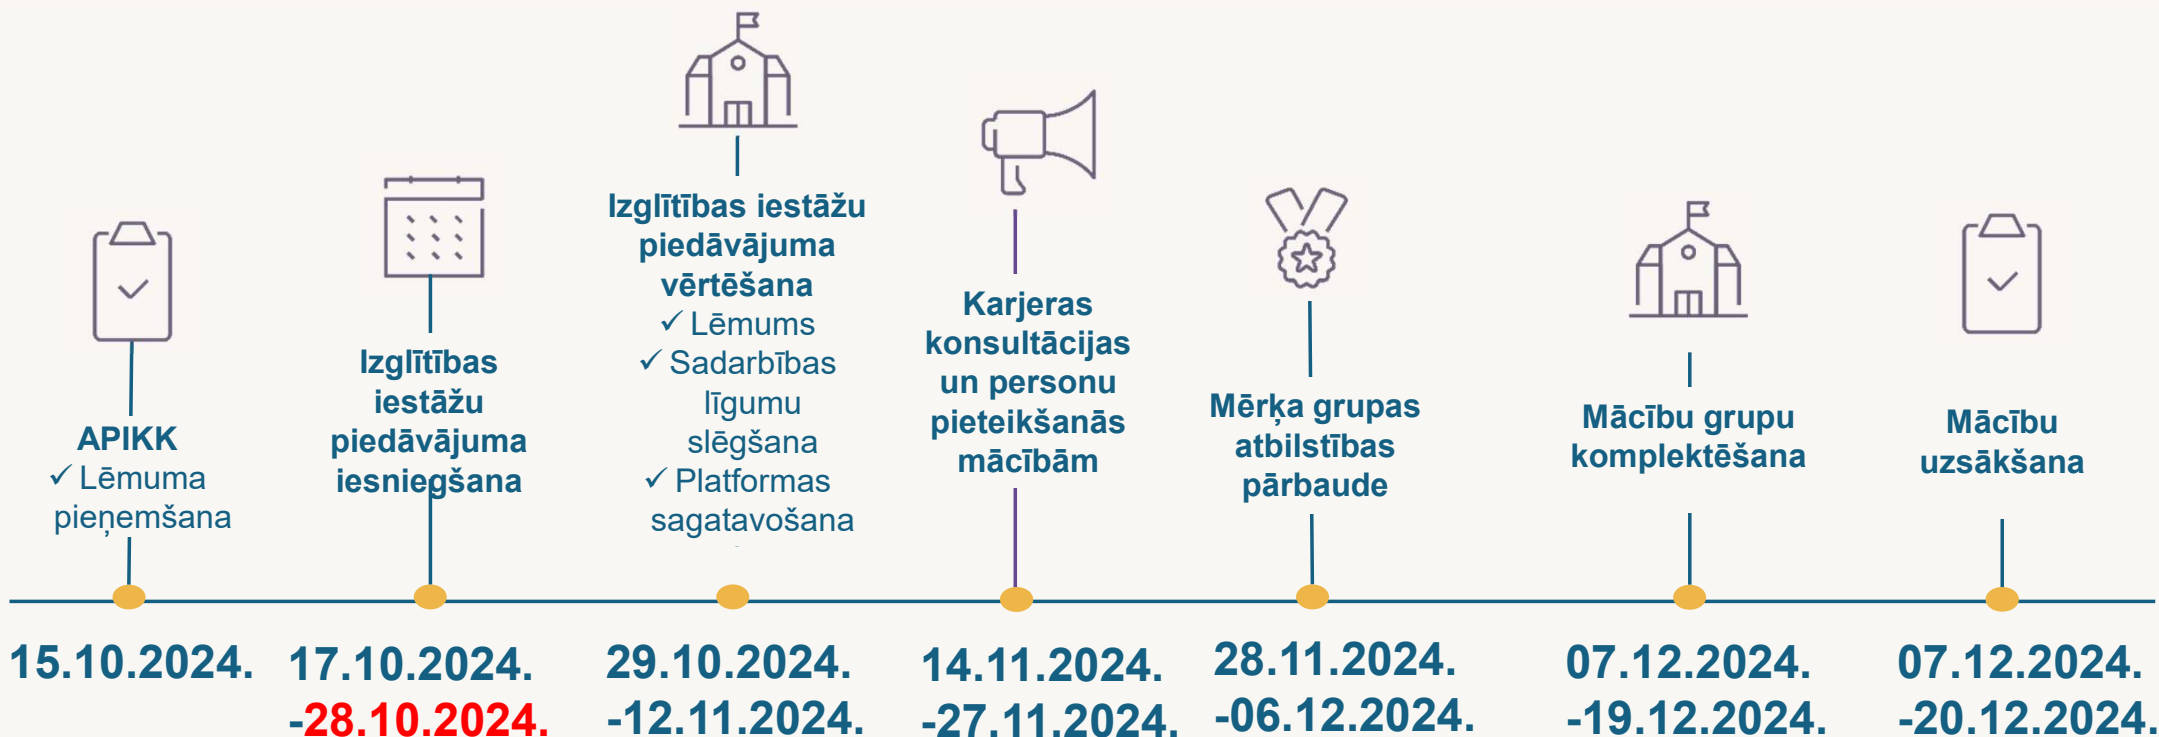 APIKK
✓ Lēmuma
pieņemšana
15.10.2024.
Izglītības
iestāžu
piedāvājuma
iesniegšana
17.10.2024.
-28.10.2024.
Izglītības iestāžu
piedāvājuma
vērtēšana
✓ Lēmums
✓ Sadarbības
līgumu
slēgšana
✓ Platformas
sagatavošana
29.10.2024.
-12.11.2024.
Karjeras
konsultācijas
un personu
pieteikšanās
mācībām
14.11.2024.
-27.11.2024.
Mērķa grupas
atbilstības
pārbaude
28.11.2024.
-06.12.2024.
Mācību grupu
komplektēšana
07.12.2024.
-19.12.2024.
Mācību
uzsākšana
07.12.2024.
-20.12.2024.